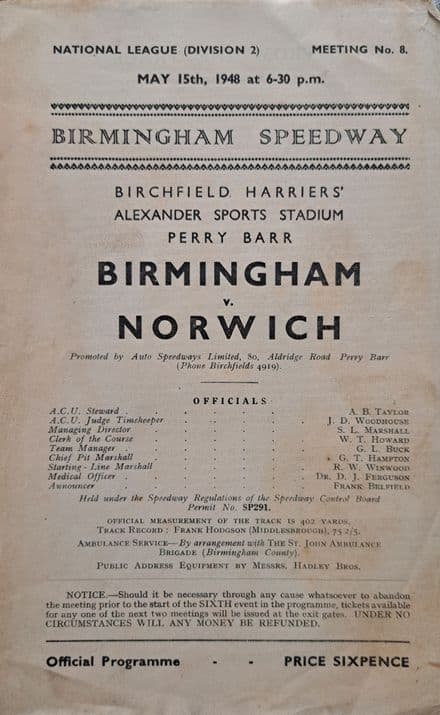 NATIONAL LEAGUE (DIVISION 2) MEETING No. 8.
MAY 15th, 1948 at 6-30 p.m.
BIRMINGHAM SPEEDWAY
BIRCHFIELD HARRIERS'
ALEXANDER SPORTS STADIUM
PERRY BARR
BIRMINGHAM
v.
NORWICH
Promoted by Auto Speedways Limited, 80, Aldridge Road Perry Barr
(Phone Birchfields 4919).
OFFICIALS
A.C.U. Steward . . . . . A. B. TAYLOR
A.C.U. Judge Timekeeper . . . . . J. D. WOODHOUSE
Managing Director . . . . . S. L. MARSHALL
Clerk of the Course . . . . . W. T. HOWARD
Team Manager . . . . . G. L. BUCK
Chief Pit Marshall . . . . . G. T. HAMPTON
Starting-Line Marshall . . . . . R. W. WINWOOD
Medical Officer . . . . . DR. D. J. FERGUSON
Announcer . . . . . FRANK BELFIELD
Held under the Speedway Regulations of the Speedway Control Board
Permit No. SP291.
OFFICIAL MEASUREMENT OF THE TRACK IS 402 YARDS.
TRACK RECORD : FRANK HODGSON (MIDDLESBROUGH), 75 2/5.
AMBULANCE SERVICE—By arrangement with THE ST. JOHN AMBULANCE
BRIGADE (Birmingham County).
PUBLIC ADDRESS EQUIPMENT BY MESSRS. HADLEY BROS.
NOTICE.—Should it be necessary through any cause whatsoever to abandon
the meeting prior to the start of the SIXTH event in the programme, tickets available
for any one of the next two meetings will be issued at the exit gates. UNDER NO
CIRCUMSTANCES WILL ANY MONEY BE REFUNDED.
Official Programme - - PRICE SIXPENCE